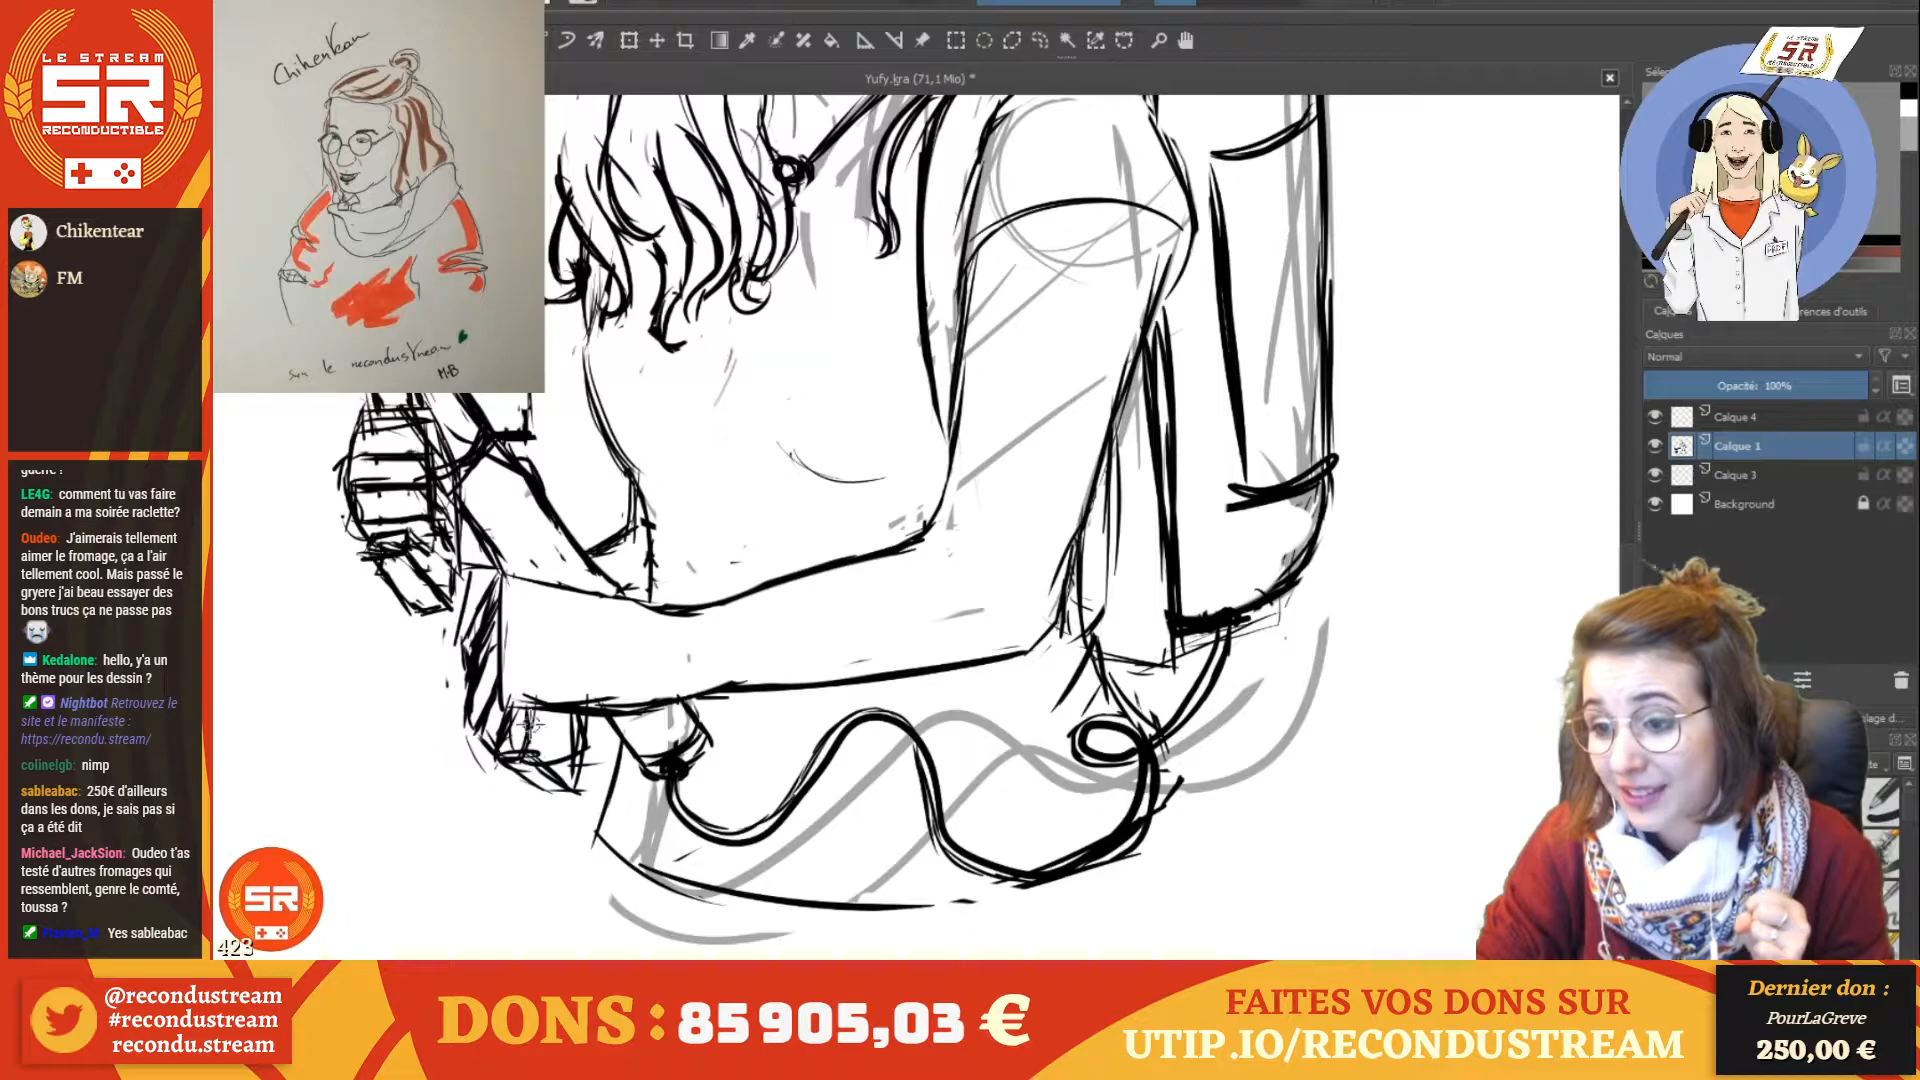 LE STREAM
SR
RECONDUCTIBLE
Chikentear
FM
guerre !
LE4G: comment tu vas faire
demain a ma soirée raclette?
Oudeo: J'aimerais tellement
aimer le fromage, ça a l'air
tellement cool. Mais passé le
gryere j'ai beau essayer des
bons trucs ça ne passe pas
Kedalone: hello, y'a un
thème pour les dessin ?
Nightbot Retrouvez le
site et le manifeste :
https://recondu.stream/
colinelgb: nimp
sableabac: 250€ d'ailleurs
dans les dons, je sais pas si
ça a été dit
Michael_JackSion: Oudeo t'as
testé d'autres fromages qui
ressemblent, genre le comté,
toussa ?
Flavien_M Yes sableabac
Chikentear
sur le recondustream
M-B
Yufy.kra (71,1 Mio) *
LE STREAM
SR
Calques
Normal
Opacité: 100%
Calque 4
Calque 1
Calque 3
Background
SR
423
@recondustream
#recondustream
recondu.stream
DONS : 85 905,03 €
FAITES VOS DONS SUR
UTIP.IO/RECONDUSTREAM
Dernier don :
PourLaGreve
250,00 €